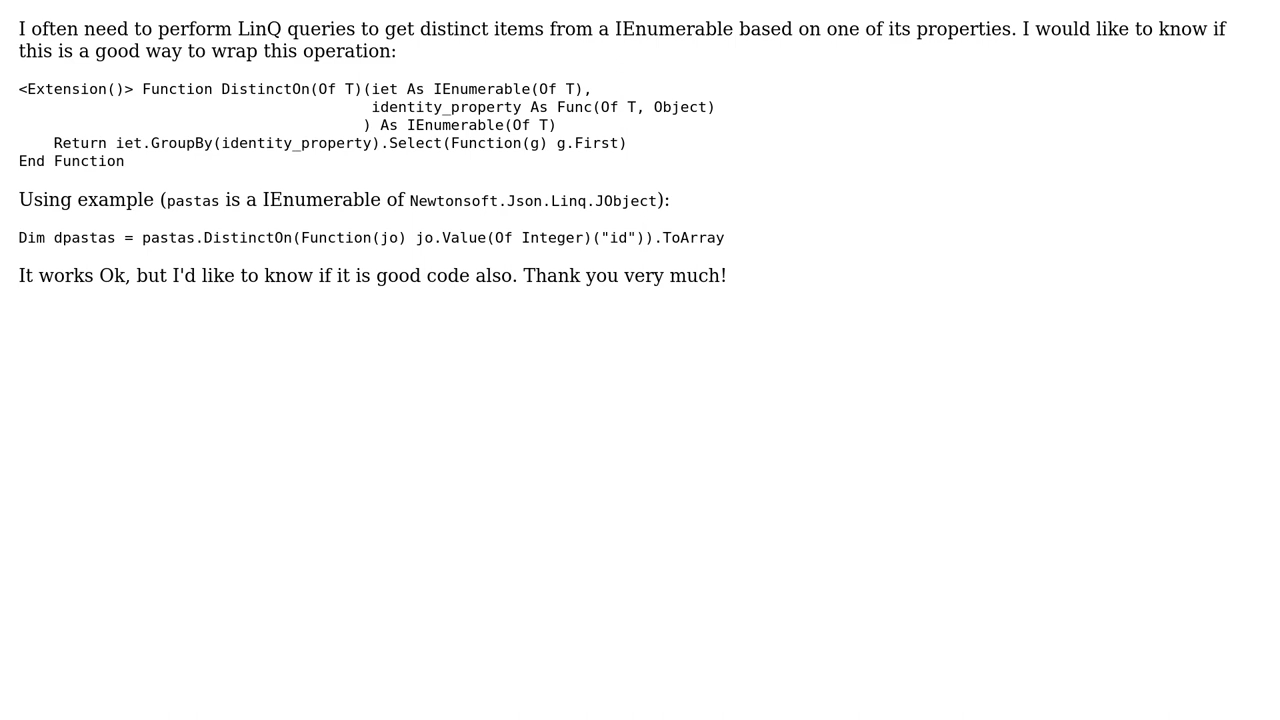 I often need to perform LinQ queries to get distinct items from a IEnumerable based on one of its properties. I would like to know if
this is a good way to wrap this operation:
<Extension()> Function DistinctOn(Of T)(iet As IEnumerable(Of T),
                                        identity_property As Func(Of T, Object)
                                       ) As IEnumerable(Of T)
    Return iet.GroupBy(identity_property).Select(Function(g) g.First)
End Function
Using example (pastas is a IEnumerable of Newtonsoft.Json.Linq.JObject):
Dim dpastas = pastas.DistinctOn(Function(jo) jo.Value(Of Integer)("id")).ToArray
It works Ok, but I'd like to know if it is good code also. Thank you very much!